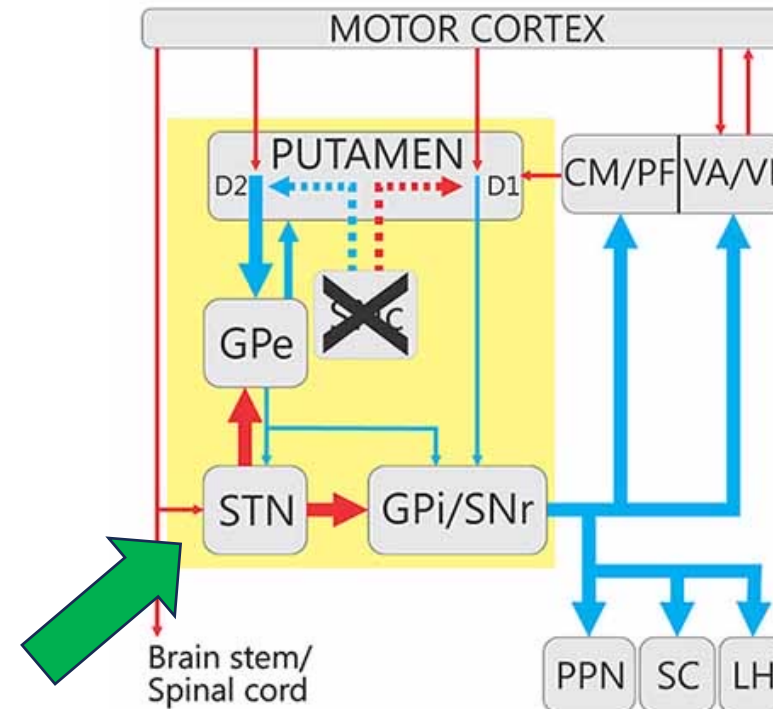 MOTOR CORTEX
PUTAMEN
D2
D1
CM/PF
GPe
STN
GPi/SNr
Brain stem/
Spinal cord
PPN
SC